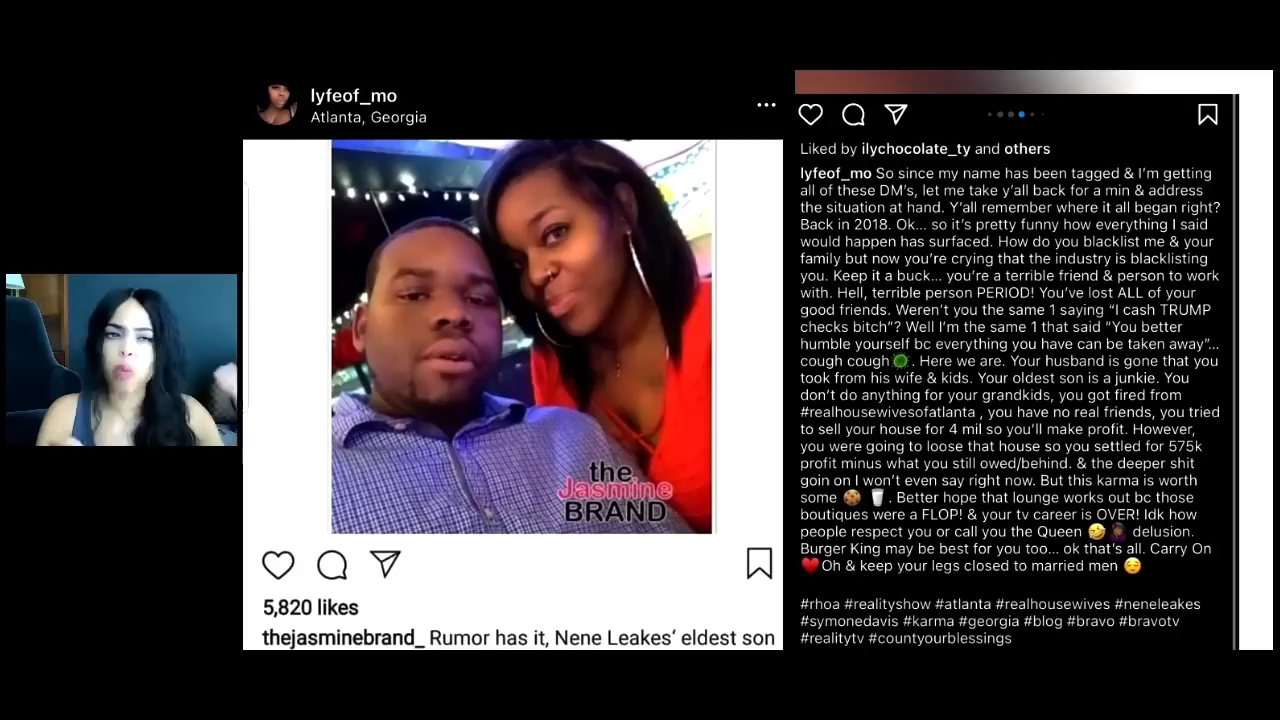 lyfeof_mo
Atlanta, Georgia
the
Jasmine
BRAND
5,820 likes
thejasminebrand_ Rumor has it, Nene Leakes‘ eldest son
Liked by ilychocolate_ty and others
lyfeof_mo So since my name has been tagged & I’m getting
all of these DM’s, let me take y’all back for a min & address
the situation at hand. Y’all remember where it all began right?
Back in 2018. Ok... so it’s pretty funny how everything I said
would happen has surfaced. How do you blacklist me & your
family but now you’re crying that the industry is blacklisting
you. Keep it a buck... you’re a terrible friend & person to work
with. Hell, terrible person PERIOD! You’ve lost ALL of your
good friends. Weren’t you the same 1 saying “I cash TRUMP
checks bitch”? Well I’m the same 1 that said “You better
humble yourself bc everything you have can be taken away”...
cough cough🦠. Here we are. Your husband is gone that you
took from his wife & kids. Your oldest son is a junkie. You
don’t do anything for your grandkids, you got fired from
#realhousewivesofatlanta , you have no real friends, you tried
to sell your house for 4 mil so you’ll make profit. However,
you were going to loose that house so you settled for 575k
profit minus what you still owed/behind. & the deeper shit
goin on I won’t even say right now. But this karma is worth
some 🍪 🥛. Better hope that lounge works out bc those
boutiques were a FLOP! & your tv career is OVER! Idk how
people respect you or call you the Queen 🤣🤷🏾‍♀️ delusion.
Burger King may be best for you too... ok that’s all. Carry On
❤️Oh & keep your legs closed to married men 😌
#rhoa #realityshow #atlanta #realhousewives #neneleakes
#symonedavis #karma #georgia #blog #bravo #bravotv
#realitytv #countyourblessings